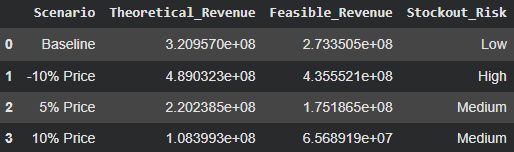 Scenario Theoretical_Revenue Feasible_Revenue Stockout_Risk
0 Baseline 3.209570e+08 2.733505e+08 Low
1 -10% Price 4.890323e+08 4.355521e+08 High
2 5% Price 2.202385e+08 1.751865e+08 Medium
3 10% Price 1.083993e+08 6.568919e+07 Medium